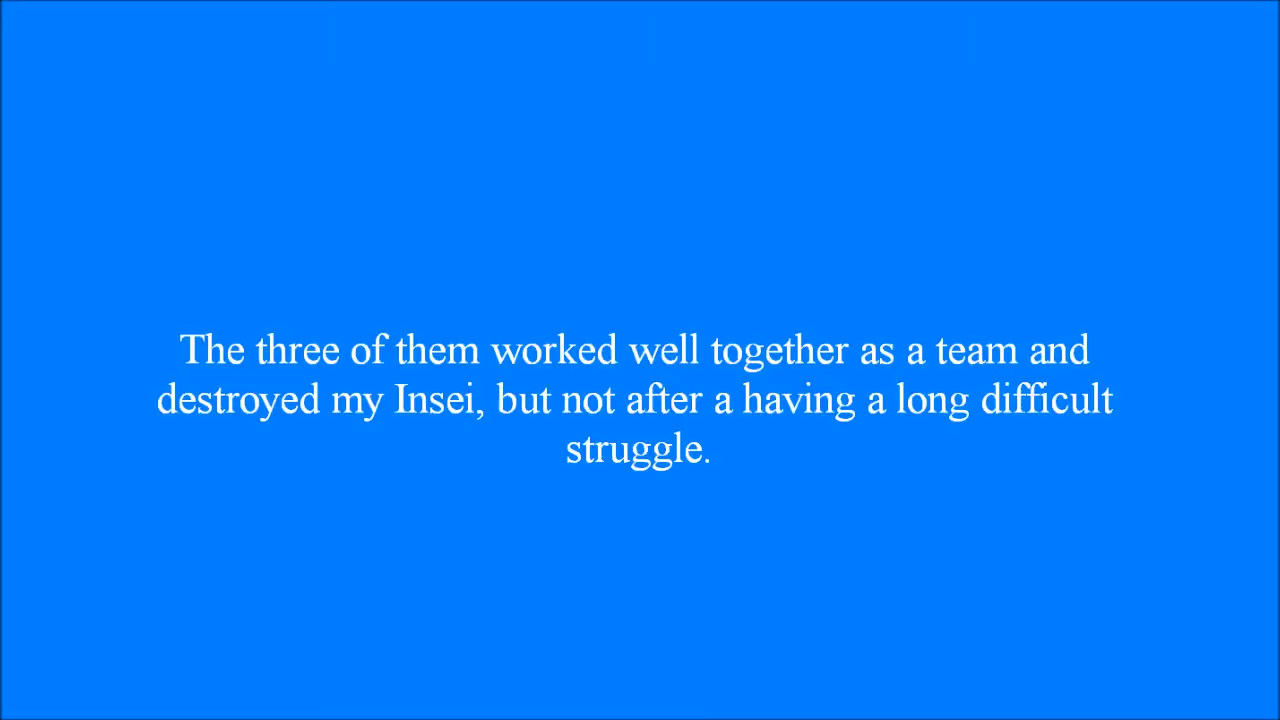 The three of them worked well together as a team and
destroyed my Insei, but not after a having a long difficult
struggle.